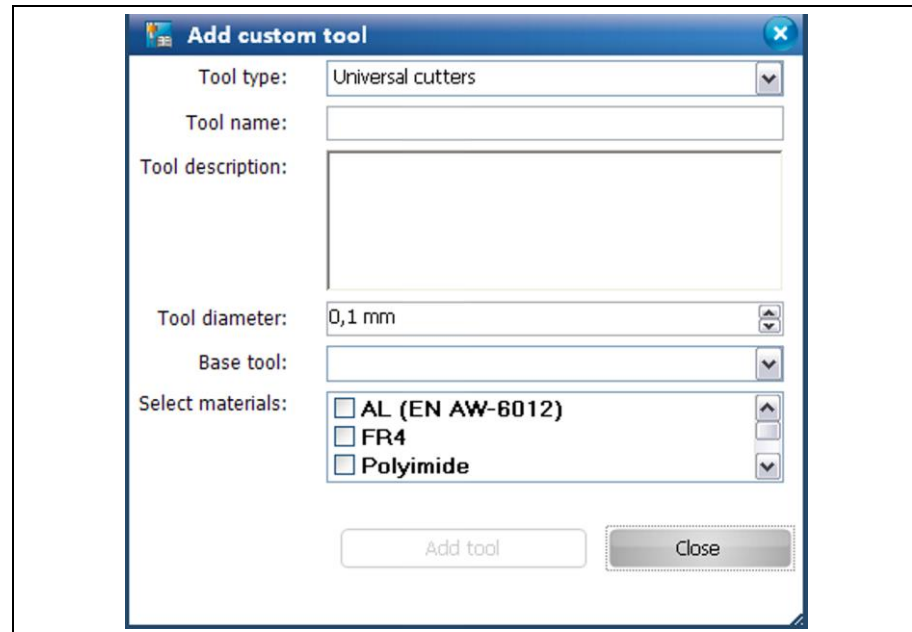 Add custom tool
Tool type: Universal cutters
Tool name:
Tool description:
Tool diameter: 0,1 mm
Base tool:
Select materials: AL (EN AW-6012)
FR4
Polyimide
Add tool Close